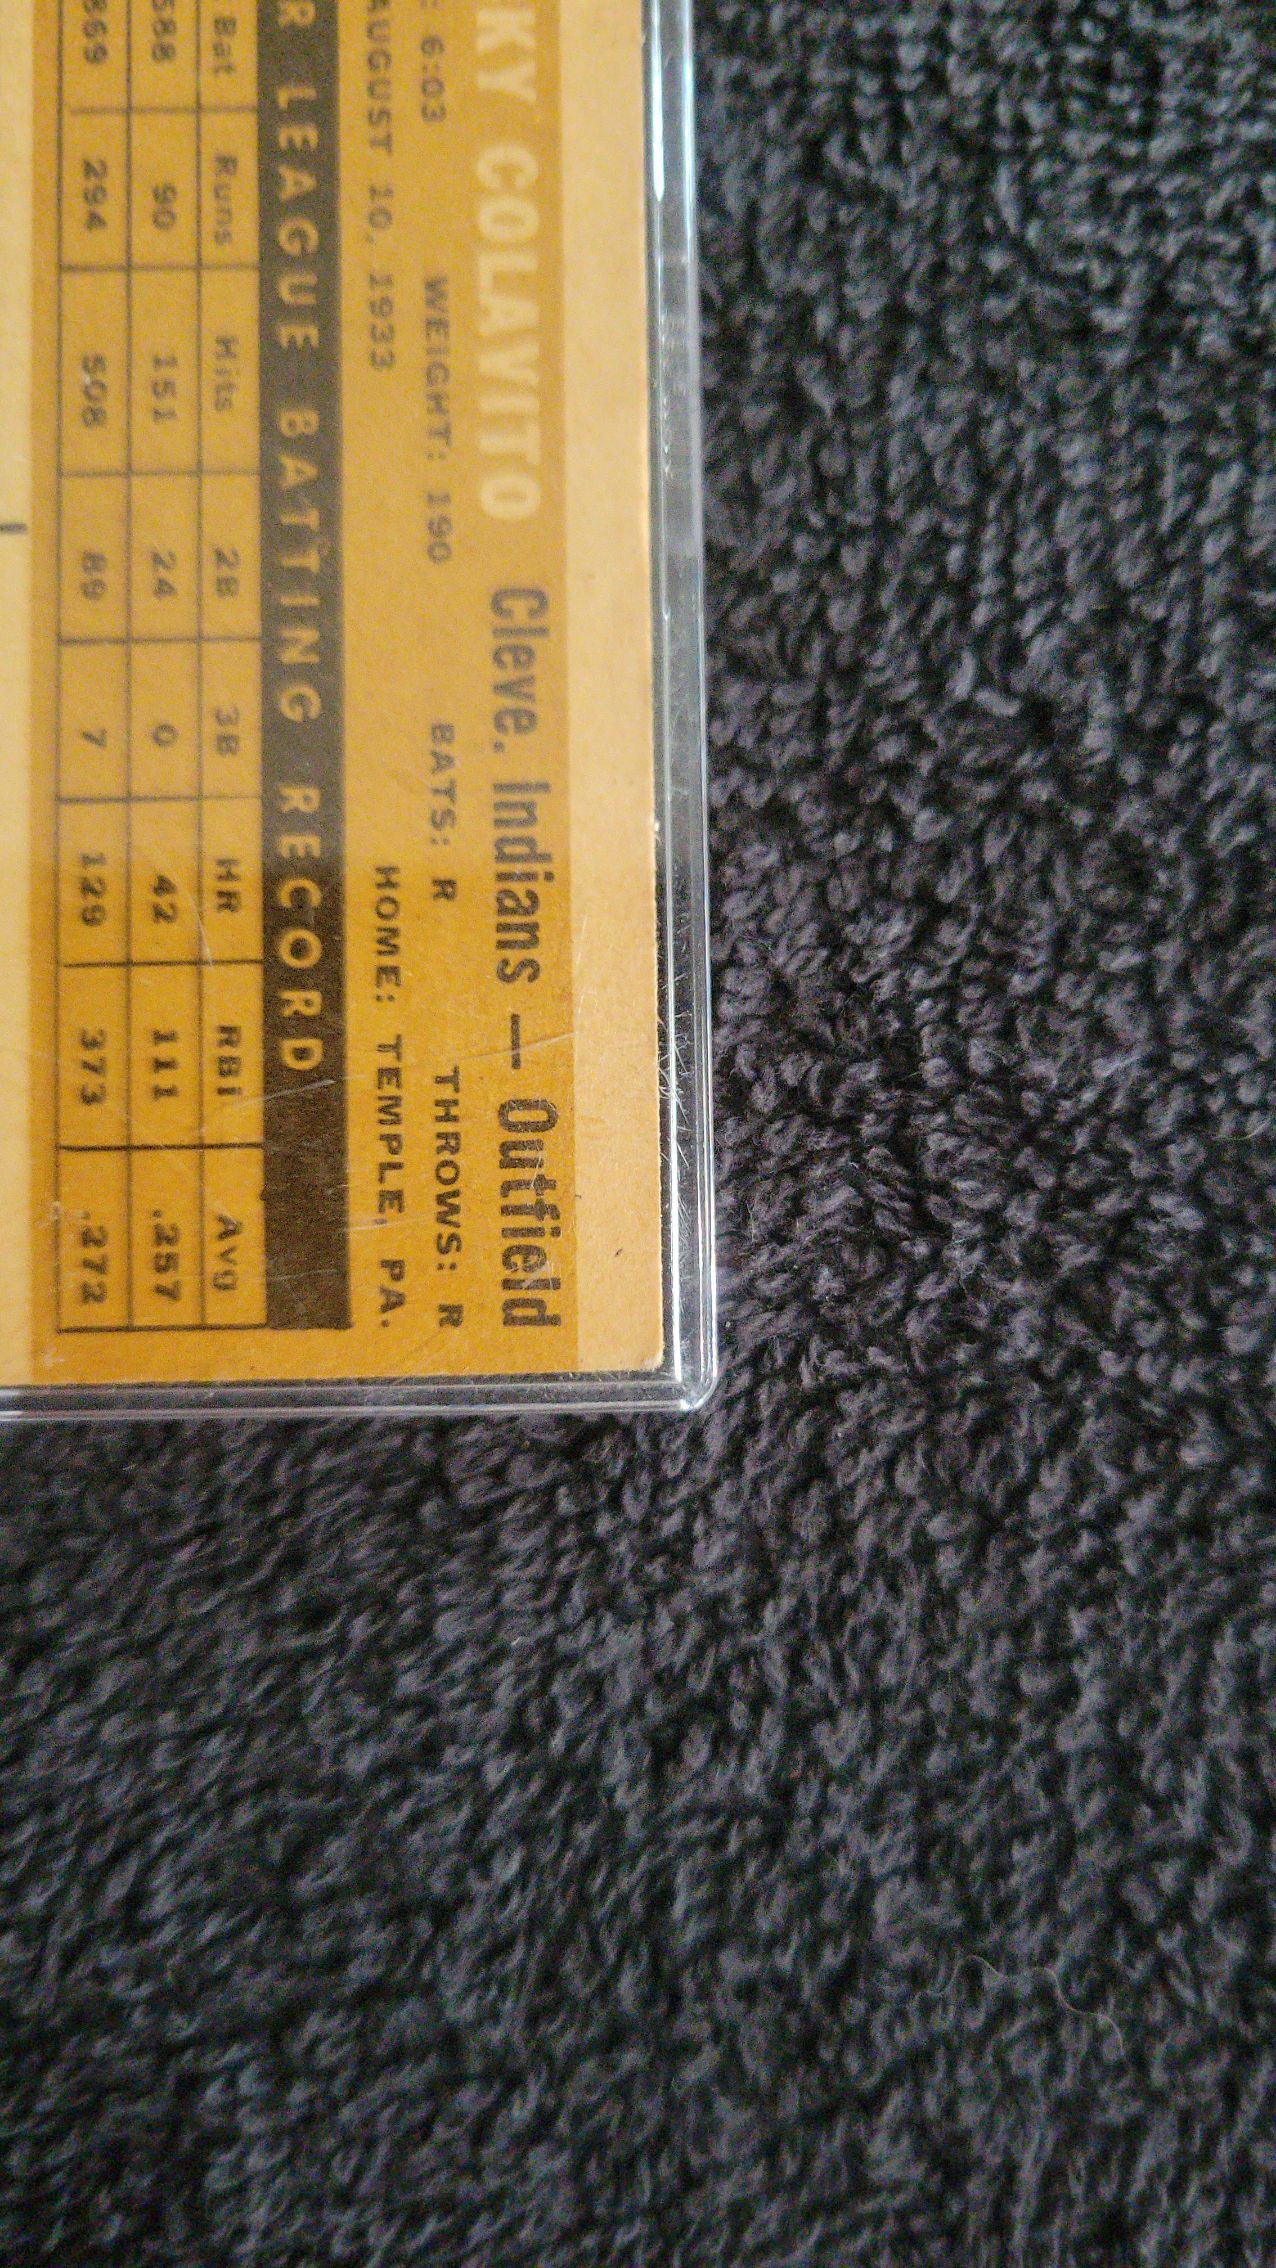 KY COLAVITO Cleve. Indians — Outfield
: 6:03 WEIGHT: 190 BATS: R THROWS: R
AUGUST 10, 1933 HOME: TEMPLE, PA.
R LEAGUE BATTING RECORD
Bat Runs Hits 2B 3B HR RBI Avg
588 90 151 24 0 42 111 .257
869 294 508 89 7 129 373 .272